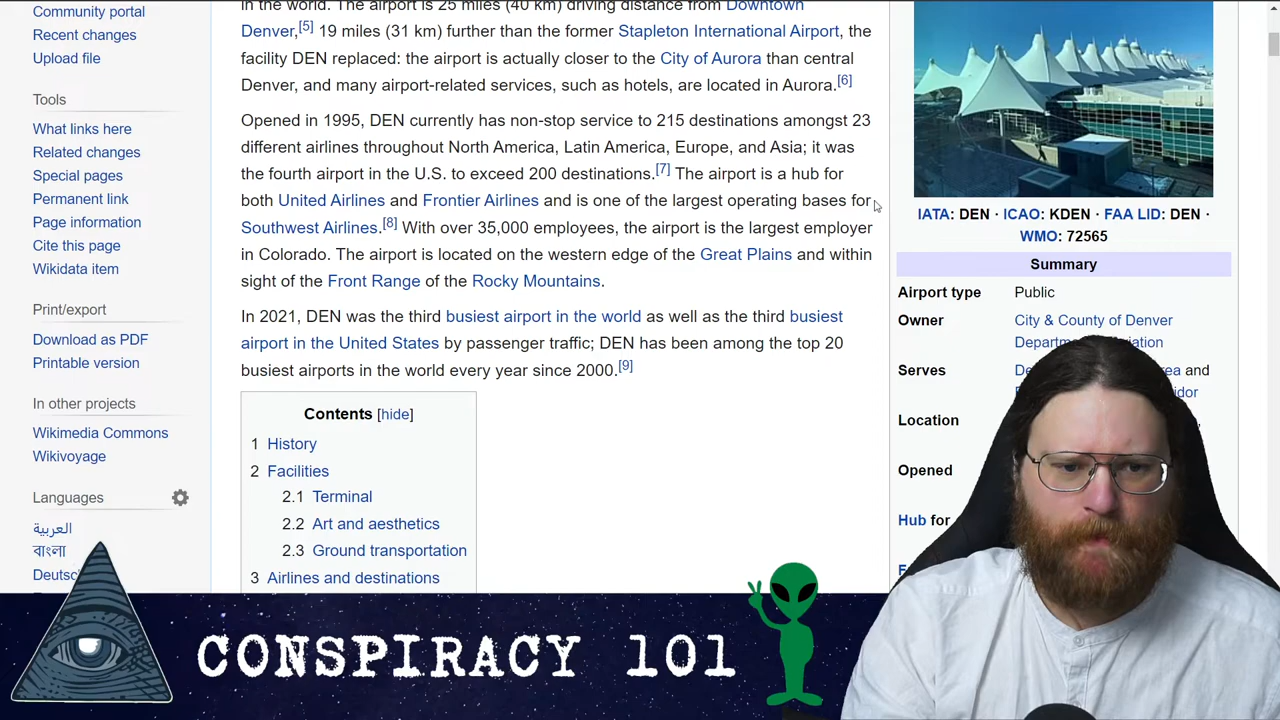 Community portal
Recent changes
Upload file
Tools
What links here
Related changes
Special pages
Permanent link
Page information
Cite this page
Wikidata item
Print/export
Download as PDF
Printable version
In other projects
Wikimedia Commons
Wikivoyage
Languages
العربية
বাংলা
in the world. The airport is 25 miles (40 km) driving distance from Downtown
Denver,[5] 19 miles (31 km) further than the former Stapleton International Airport, the
facility DEN replaced: the airport is actually closer to the City of Aurora than central
Denver, and many airport-related services, such as hotels, are located in Aurora.[6]
Opened in 1995, DEN currently has non-stop service to 215 destinations amongst 23
different airlines throughout North America, Latin America, Europe, and Asia; it was
the fourth airport in the U.S. to exceed 200 destinations.[7] The airport is a hub for
both United Airlines and Frontier Airlines and is one of the largest operating bases for
Southwest Airlines.[8] With over 35,000 employees, the airport is the largest employer
in Colorado. The airport is located on the western edge of the Great Plains and within
sight of the Front Range of the Rocky Mountains.
In 2021, DEN was the third busiest airport in the world as well as the third busiest
airport in the United States by passenger traffic; DEN has been among the top 20
busiest airports in the world every year since 2000.[9]
Contents [hide]
1 History
2 Facilities
2.1 Terminal
2.2 Art and aesthetics
2.3 Ground transportation
3 Airlines and destinations
IATA: DEN · ICAO: KDEN · FAA LID: DEN ·
WMO: 72565
Summary
Airport type Public
Owner City & County of Denver
Serves and
Location
Opened
Hub for
CONSPIRACY 101